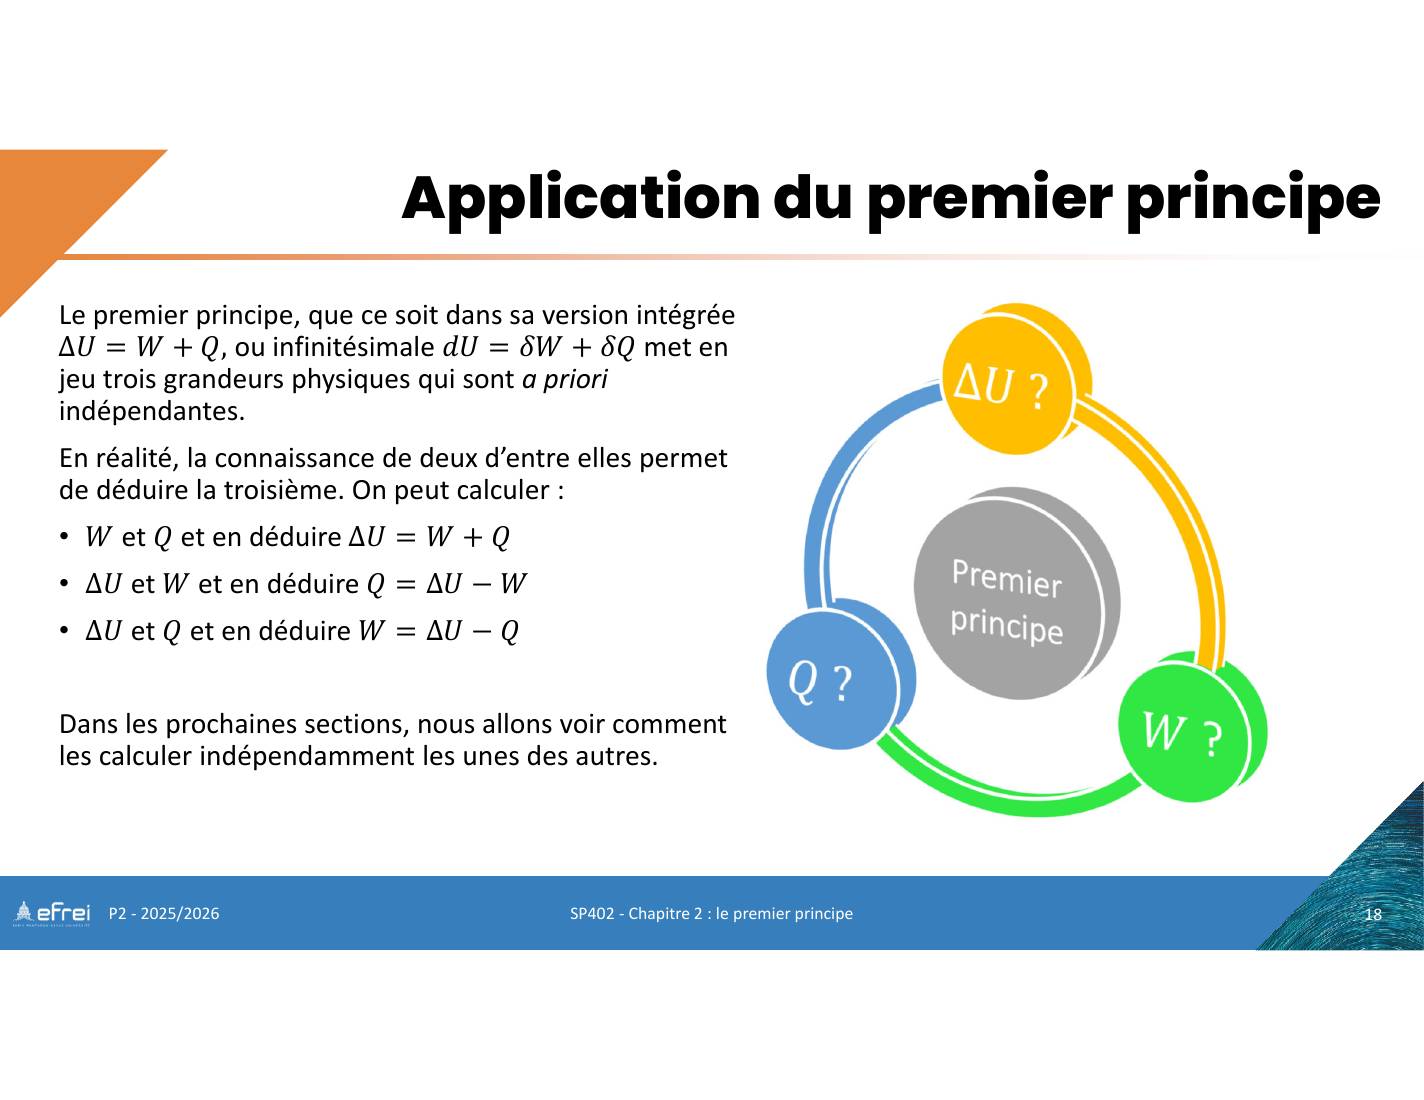 Application du premier principe
Le premier principe, que ce soit dans sa version intégrée
Δ𝑈 = 𝑊 + 𝑄, ou infinitésimale 𝑑𝑈 = 𝛿𝑊 + 𝛿𝑄 met en
jeu trois grandeurs physiques qui sont a priori
indépendantes.
En réalité, la connaissance de deux d’entre elles permet
de déduire la troisième. On peut calculer :
• 𝑊 et 𝑄 et en déduire Δ𝑈 = 𝑊 + 𝑄
• Δ𝑈 et 𝑊 et en déduire 𝑄 = Δ𝑈 − 𝑊
• Δ𝑈 et 𝑄 et en déduire 𝑊 = Δ𝑈 − 𝑄
Dans les prochaines sections, nous allons voir comment
les calculer indépendamment les unes des autres.
Δ𝑈 ?
Premier
principe
𝑄 ?
𝑊 ?
efrei
P2 - 2025/2026
SP402 - Chapitre 2 : le premier principe
18